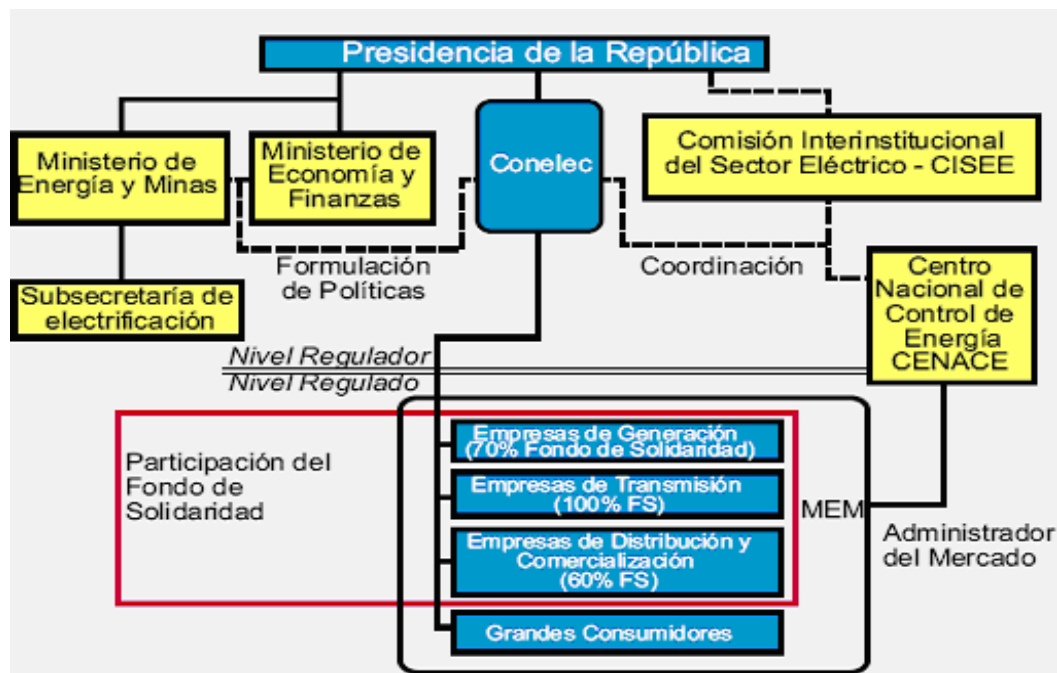 Presidencia de la República
Ministerio de
Energía y Minas
Ministerio de
Economía y
Finanzas
Conelec
Comisión Interinstitucional
del Sector Eléctrico - CISEE
Formulación
de Políticas
Coordinación
Subsecretaría de
electrificación
Centro
Nacional de
Control de
Energía
CENACE
Nivel Regulador
Nivel Regulado
Participación del
Fondo de
Solidaridad
Empresas de Generación
(70% Fondo de Solidaridad)
Empresas de Transmisión
(100% FS)
Empresas de Distribución y
Comercialización
(60% FS)
Grandes Consumidores
MEM
Administrador
del Mercado